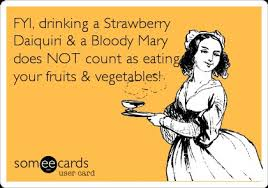 FYI, drinking a Strawberry
Daiquiri & a Bloody Mary
does NOT count as eating
your fruits & vegetables!
someecards
user card